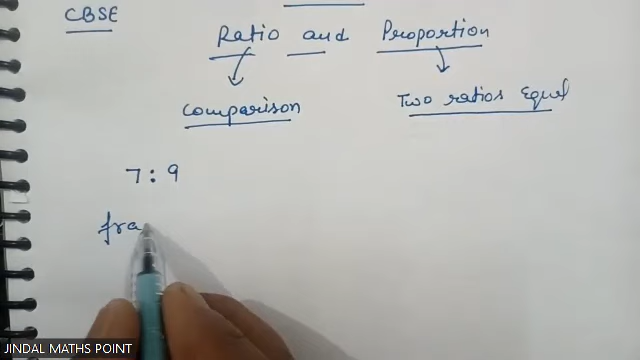 CBSE
Ratio and Proportion
Comparison
Two ratios Equal
7 : 9
fra
JINDAL MATHS POINT